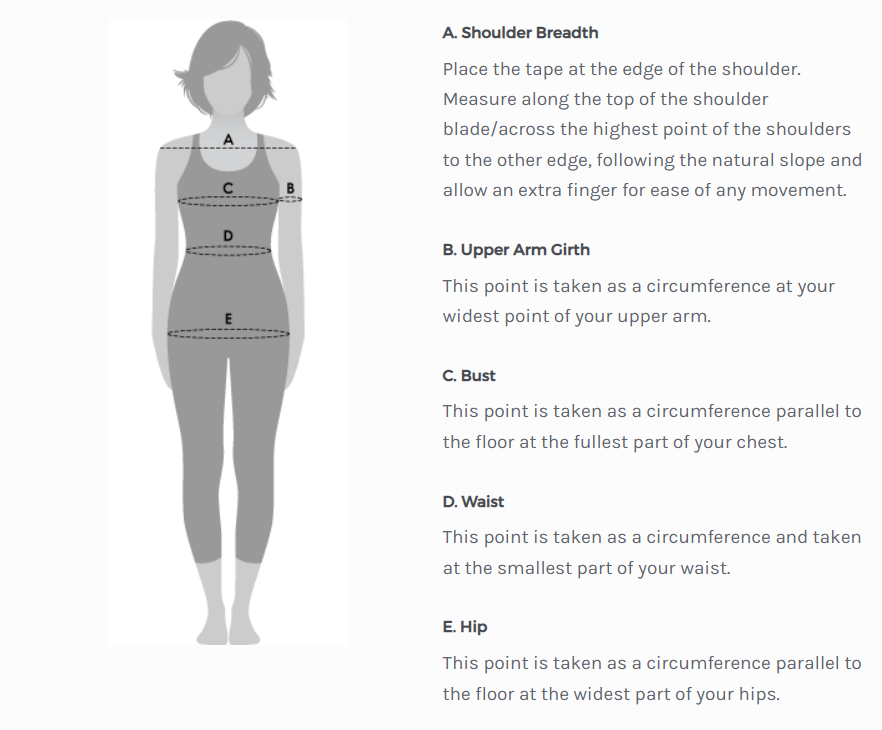 A
C
B
D
E
A. Shoulder Breadth
Place the tape at the edge of the shoulder.
Measure along the top of the shoulder
blade/across the highest point of the shoulders
to the other edge, following the natural slope and
allow an extra finger for ease of any movement.
B. Upper Arm Girth
This point is taken as a circumference at your
widest point of your upper arm.
C. Bust
This point is taken as a circumference parallel to
the floor at the fullest part of your chest.
D. Waist
This point is taken as a circumference and taken
at the smallest part of your waist.
E. Hip
This point is taken as a circumference parallel to
the floor at the widest part of your hips.